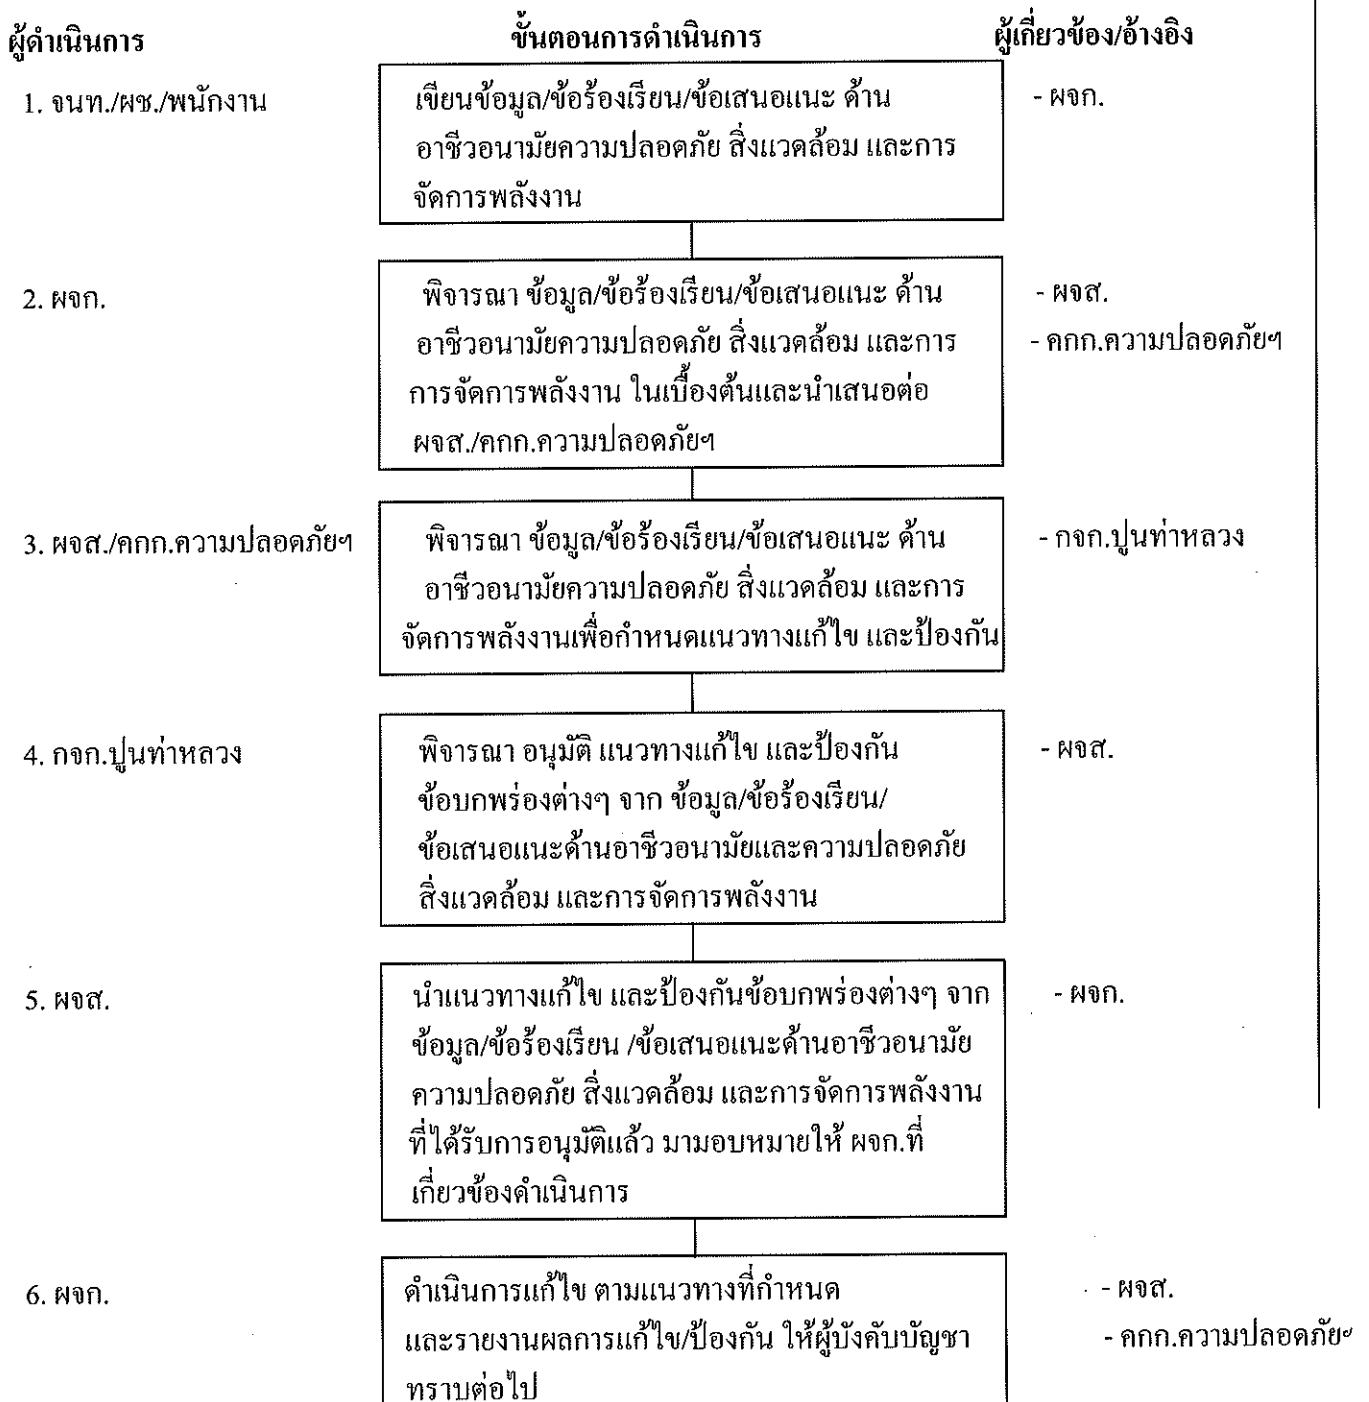 ผู้ดำเนินการ
ขั้นตอนการดำเนินการ
ผู้เกี่ยวข้อง/อ้างอิง
1. จนท./ผช./พนักงาน
เขียนข้อมูล/ข้อร้องเรียน/ข้อเสนอแนะ ด้าน
อาชีวอนามัยความปลอดภัย สิ่งแวดล้อม และการ
จัดการพลังงาน
- ผจก.
2. ผจก.
พิจารณา ข้อมูล/ข้อร้องเรียน/ข้อเสนอแนะ ด้าน
อาชีวอนามัยความปลอดภัย สิ่งแวดล้อม และการ
การจัดการพลังงาน ในเบื้องต้นและนำเสนอต่อ
ผจส./คกก.ความปลอดภัยฯ
- ผจส.
- คกก.ความปลอดภัยฯ
3. ผจส./คกก.ความปลอดภัยฯ
พิจารณา ข้อมูล/ข้อร้องเรียน/ข้อเสนอแนะ ด้าน
อาชีวอนามัยความปลอดภัย สิ่งแวดล้อม และการ
จัดการพลังงานเพื่อกำหนดแนวทางแก้ไข และป้องกัน
- กจก.ปูนท่าหลวง
4. กจก.ปูนท่าหลวง
พิจารณา อนุมัติ แนวทางแก้ไข และป้องกัน
ข้อบกพร่องต่างๆ จาก ข้อมูล/ข้อร้องเรียน/
ข้อเสนอแนะด้านอาชีวอนามัยและความปลอดภัย
สิ่งแวดล้อม และการจัดการพลังงาน
- ผจส.
5. ผจส.
นำแนวทางแก้ไข และป้องกันข้อบกพร่องต่างๆ จาก
ข้อมูล/ข้อร้องเรียน /ข้อเสนอแนะด้านอาชีวอนามัย
ความปลอดภัย สิ่งแวดล้อม และการจัดการพลังงาน
ที่ได้รับการอนุมัติแล้ว มามอบหมายให้ ผจก.ที่
เกี่ยวข้องดำเนินการ
- ผจก.
6. ผจก.
ดำเนินการแก้ไข ตามแนวทางที่กำหนด
และรายงานผลการแก้ไข/ป้องกัน ให้ผู้บังคับบัญชา
ทราบต่อไป
- ผจส.
- คกก.ความปลอดภัยฯ